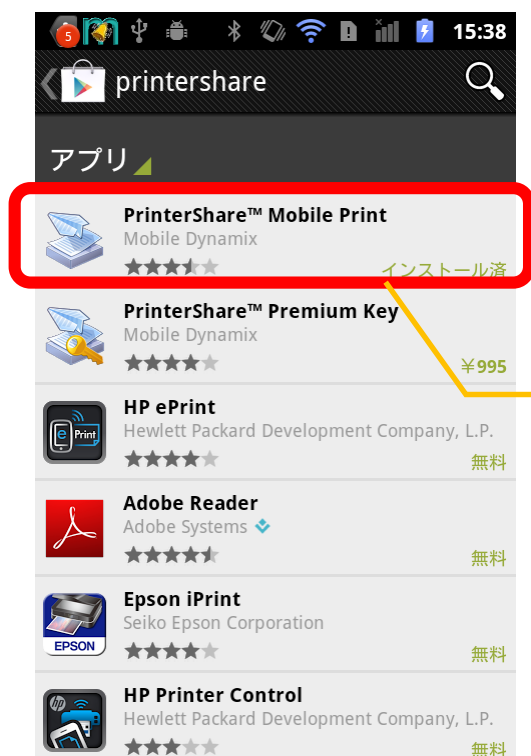 5
15:38
printershare
アプリ
PrinterShare™ Mobile Print
Mobile Dynamix
インストール済
PrinterShare™ Premium Key
Mobile Dynamix
￥995
HP ePrint
e Print
Hewlett Packard Development Company, L.P.
無料
Adobe Reader
Adobe Systems
無料
Epson iPrint
Seiko Epson Corporation
EPSON
無料
HP Printer Control
hp
Hewlett Packard Development Company, L.P.
無料